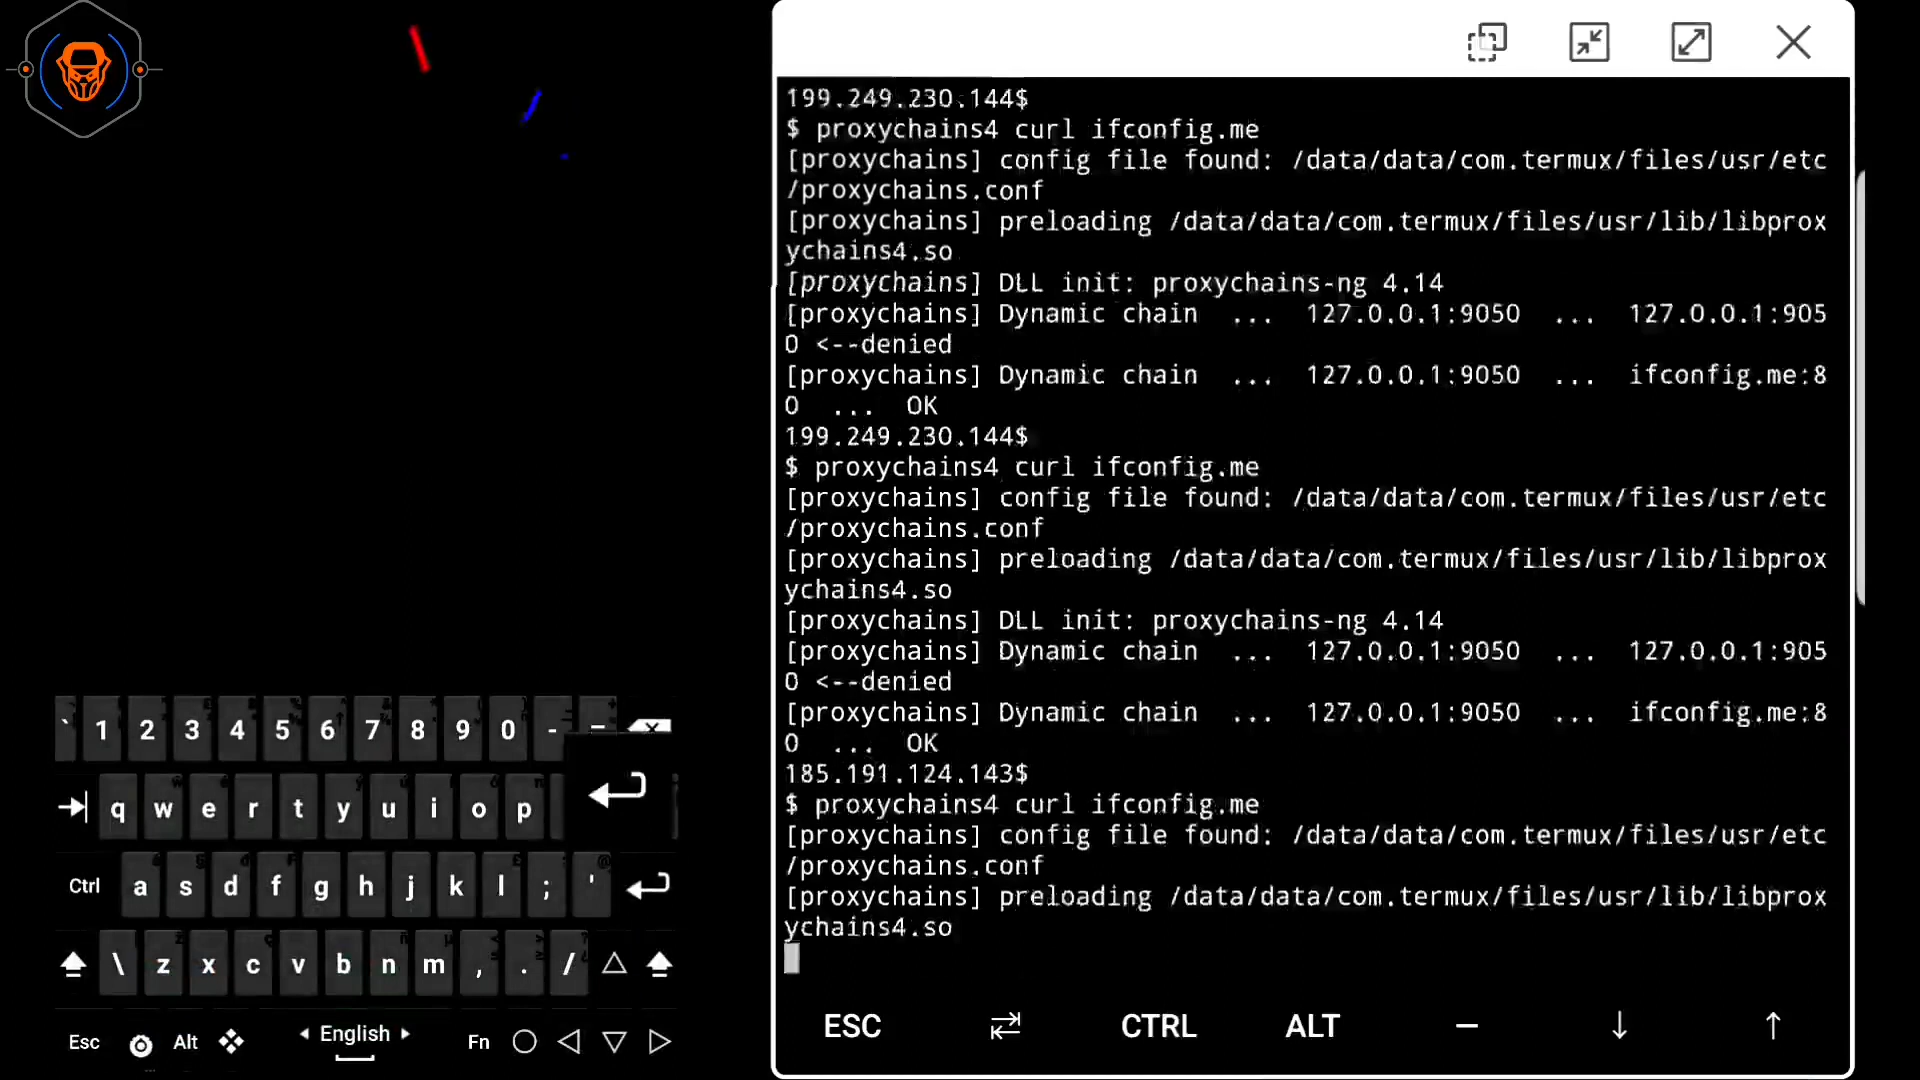 199.249.230.144$
$ proxychains4 curl ifconfig.me
[proxychains] config file found: /data/data/com.termux/files/usr/etc
/proxychains.conf
[proxychains] preloading /data/data/com.termux/files/usr/lib/libprox
ychains4.so
[proxychains] DLL init: proxychains-ng 4.14
[proxychains] Dynamic chain  ...  127.0.0.1:9050  ...  127.0.0.1:905
0 <--denied
[proxychains] Dynamic chain  ...  127.0.0.1:9050  ...  ifconfig.me:8
0  ...  OK
199.249.230.144$
$ proxychains4 curl ifconfig.me
[proxychains] config file found: /data/data/com.termux/files/usr/etc
/proxychains.conf
[proxychains] preloading /data/data/com.termux/files/usr/lib/libprox
ychains4.so
[proxychains] DLL init: proxychains-ng 4.14
[proxychains] Dynamic chain  ...  127.0.0.1:9050  ...  127.0.0.1:905
0 <--denied
[proxychains] Dynamic chain  ...  127.0.0.1:9050  ...  ifconfig.me:8
0  ...  OK
185.191.124.143$
$ proxychains4 curl ifconfig.me
[proxychains] config file found: /data/data/com.termux/files/usr/etc
/proxychains.conf
[proxychains] preloading /data/data/com.termux/files/usr/lib/libprox
ychains4.so
ESC CTRL ALT –
` 1 2 3 4 5 6 7 8 9 0 -
q w e r t y u i o p
Ctrl a s d f g h j k l ; '
\ z x c v b n m , . /
Esc Alt English Fn